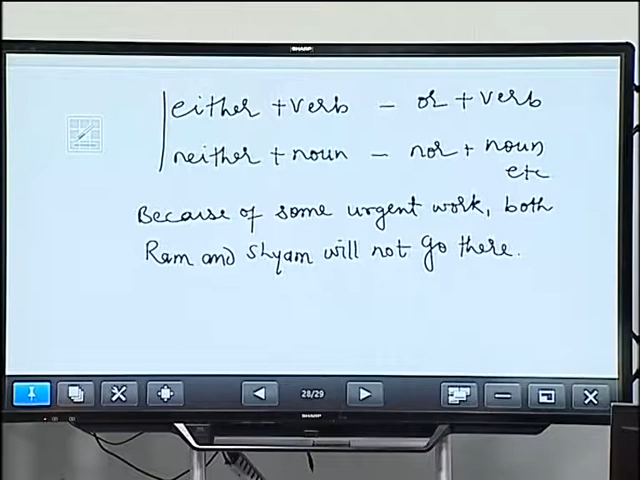 SHARP
either + verb - or + verb
neither + noun - nor + noun
etc
Because of some urgent work, both
Ram and Shyam will not go there.
28/29
SHARP